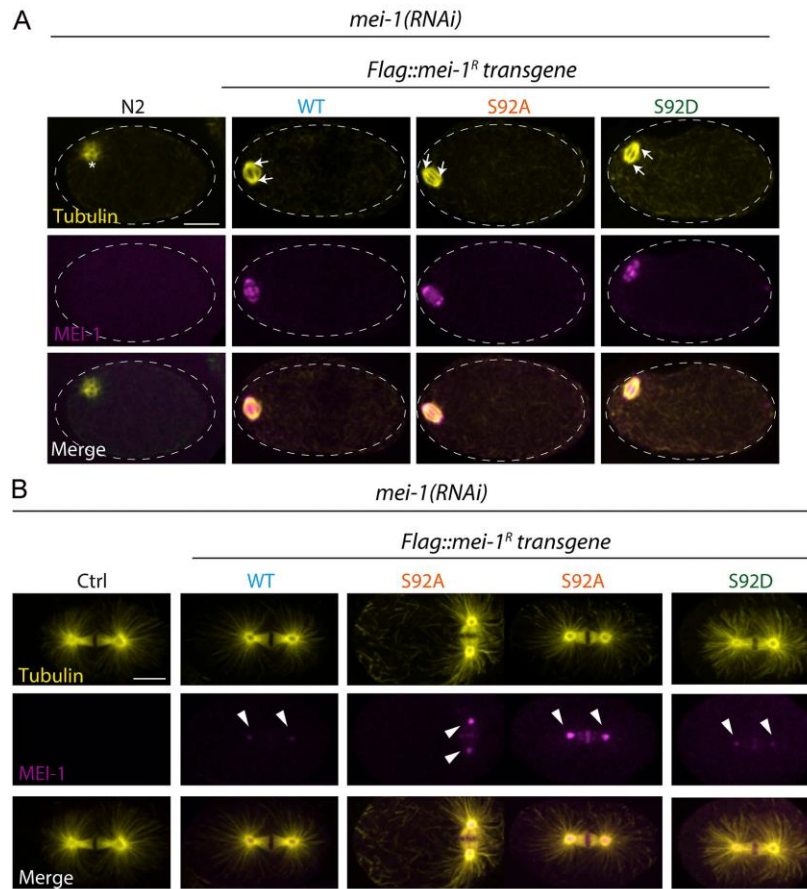 A
mei-1(RNAi)
Flag::mei-1ᴿ transgene
N2 WT S92A S92D
*
Tubulin
MEI-1
Merge
B
mei-1(RNAi)
Flag::mei-1ᴿ transgene
Ctrl WT S92A S92A S92D
Tubulin
MEI-1
Merge